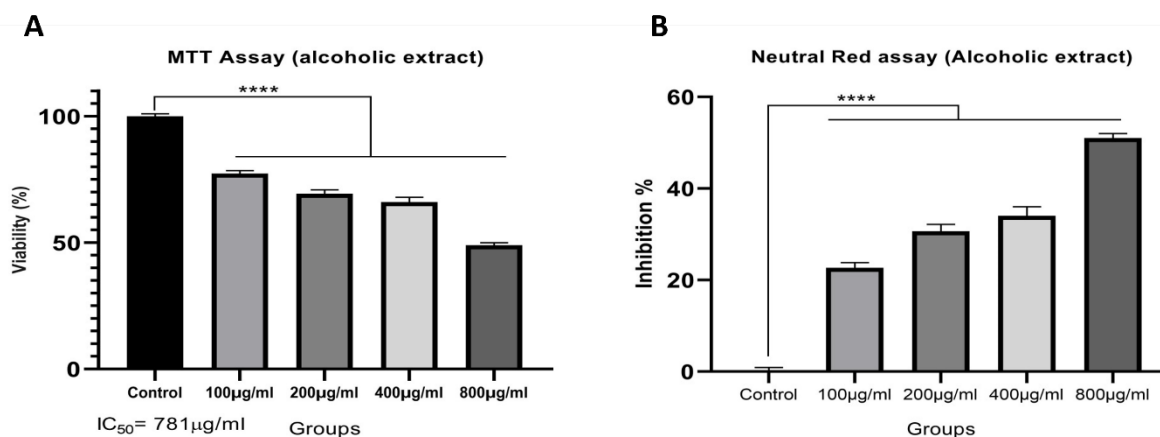 A
MTT Assay (alcoholic extract)
****
100
50
0
Viability (%)
Control 100µg/ml 200µg/ml 400µg/ml 800µg/ml
IC50= 781µg/ml Groups
B
Neutral Red assay (Alcoholic extract)
****
60
40
20
0
Inhibition %
Control 100µg/ml 200µg/ml 400µg/ml 800µg/ml
Groups